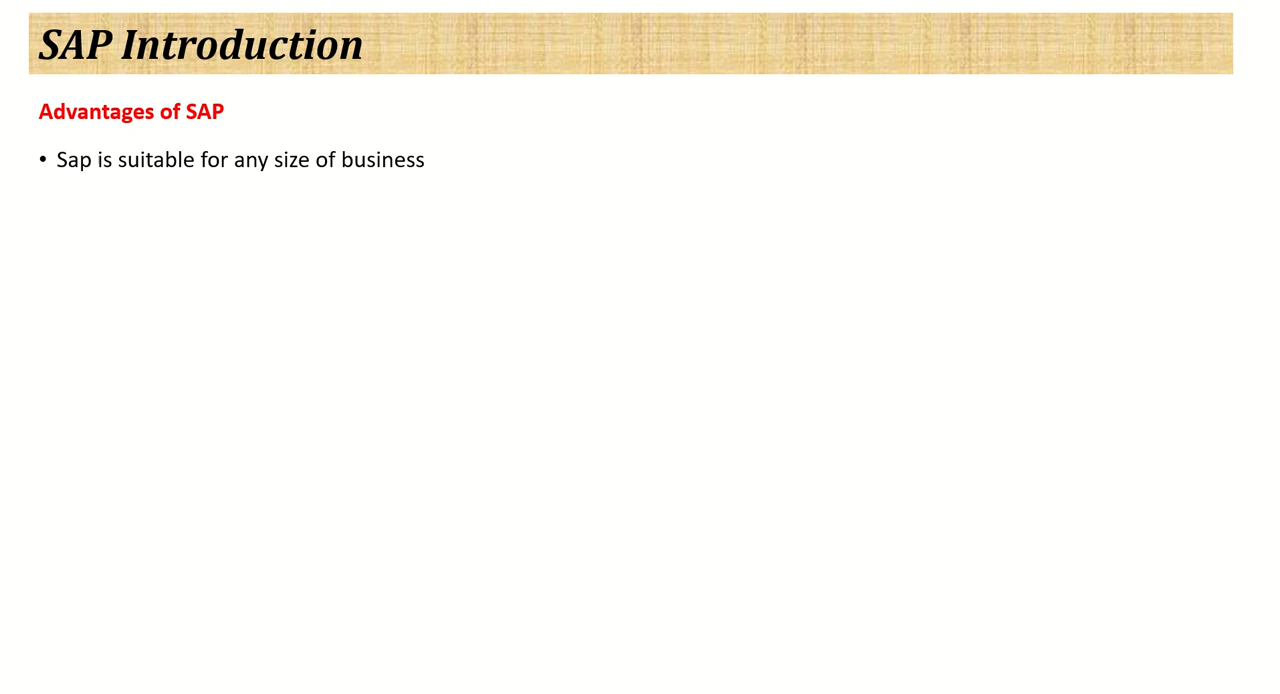 SAP Introduction
Advantages of SAP
• Sap is suitable for any size of business